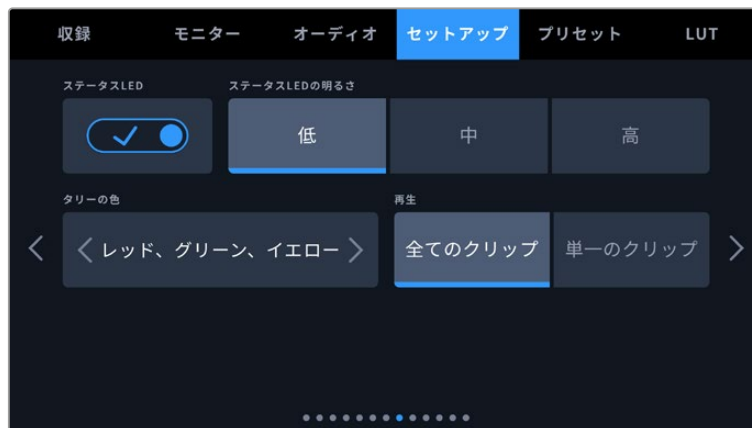 収録 モニター オーディオ セットアップ プリセット LUT
ステータスLED ステータスLEDの明るさ
低 中 高
タリーの色 再生
レッド、グリーン、イエロー 全てのクリップ 単一のクリップ